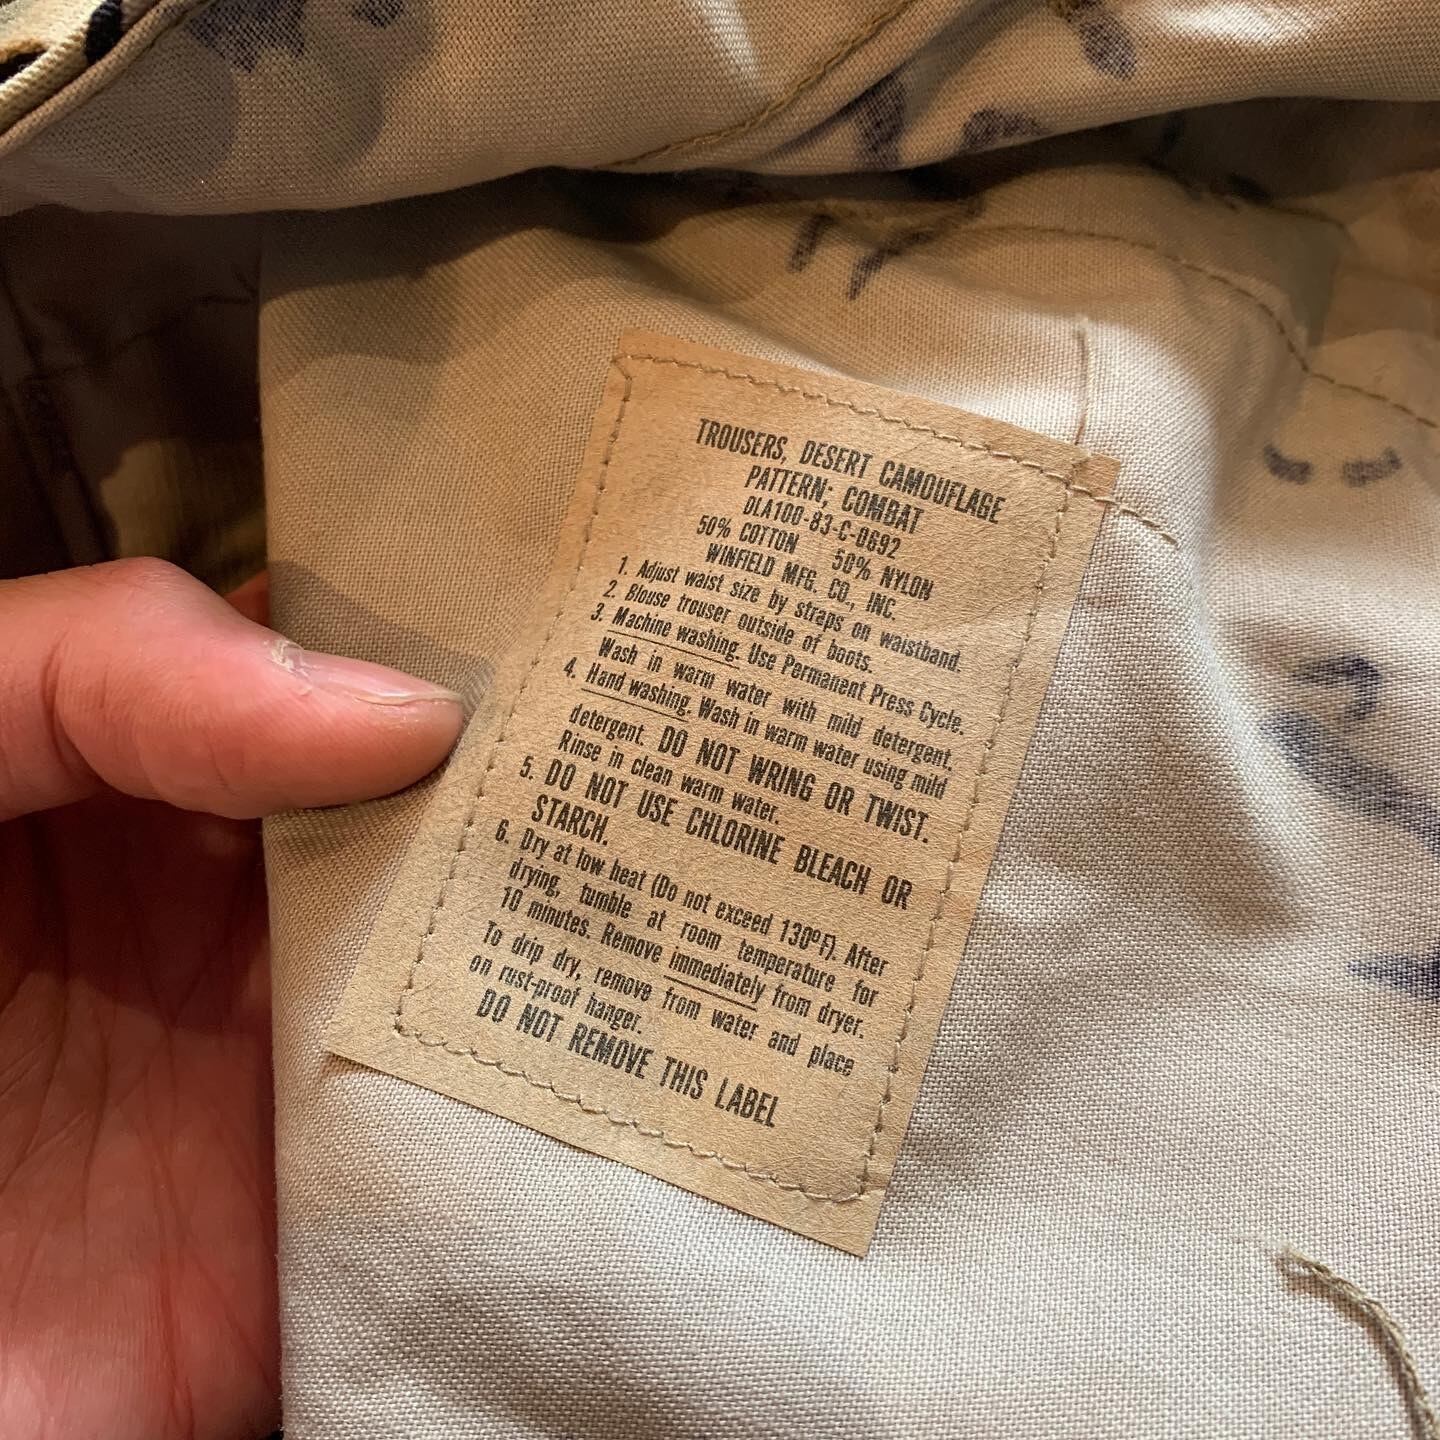 TROUSERS, DESERT CAMOUFLAGE
PATTERN; COMBAT
DLA100-83-C-0692
50% COTTON 50% NYLON
WINFIELD MFG. CO., INC.
1. Adjust waist size by straps on waistband.
2. Blouse trouser outside of boots.
3. Machine washing. Use Permanent Press Cycle.
Wash in warm water with mild detergent.
4. Hand washing. Wash in warm water using mild
detergent. DO NOT WRING OR TWIST.
Rinse in clean warm water.
5. DO NOT USE CHLORINE BLEACH OR
STARCH.
6. Dry at low heat (Do not exceed 130ºF). After
drying, tumble at room temperature for
10 minutes. Remove immediately from dryer.
To drip dry, remove from water and place
on rust-proof hanger.
DO NOT REMOVE THIS LABEL